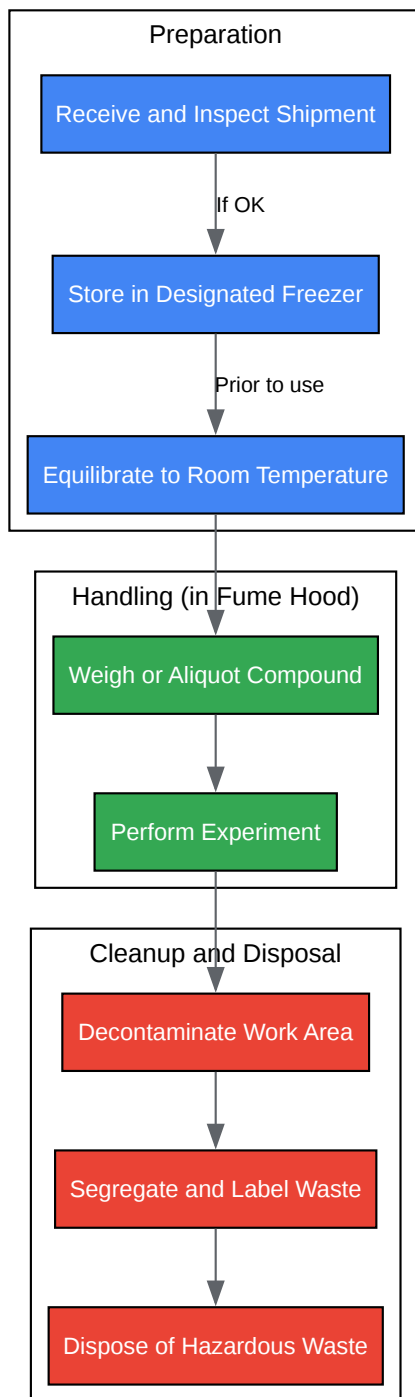 Preparation
Receive and Inspect Shipment
If OK
Store in Designated Freezer
Prior to use
Equilibrate to Room Temperature
Handling (in Fume Hood)
Weigh or Aliquot Compound
Perform Experiment
Cleanup and Disposal
Decontaminate Work Area
Segregate and Label Waste
Dispose of Hazardous Waste